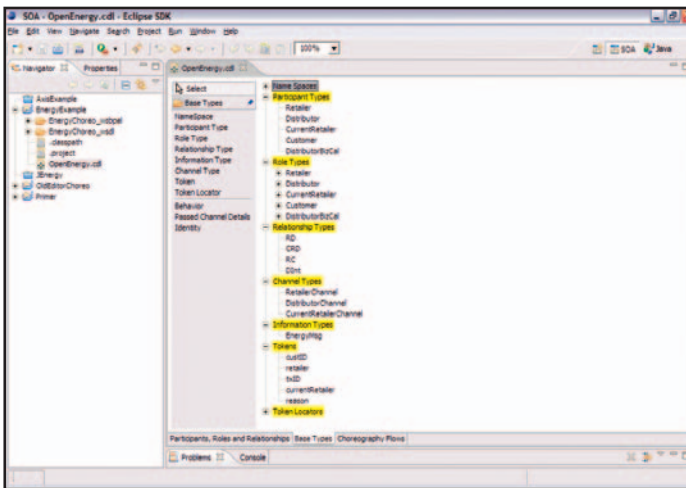 SOA - OpenEnergy.cdl - Eclipse SDK
File Edit View Navigate Search Project Run Window Help
100%
SOA Java
Navigator Properties
OpenEnergy.cdl
AxisExample
EnergyExample
EnergyChoreo_wsbpel
EnergyChoreo_wsdl
.classpath
.project
OpenEnergy.cdl
JEnergy
OldEditorChoreo
Primer
Select
Base Types
NameSpace
Participant Type
Role Type
Relationship Type
Information Type
Channel Type
Token
Token Locator
Behavior
Passed Channel Details
Identity
Name Spaces
Participant Types
Retailer
Distributor
CurrentRetailer
Customer
DistributorBizCal
Role Types
Retailer
Distributor
CurrentRetailer
Customer
DistributorBizCal
Relationship Types
RD
CRD
RC
DInt
Channel Types
RetailerChannel
DistributorChannel
CurrentRetailerChannel
Information Types
EnergyMsg
Tokens
custID
retailer
txID
currentRetailer
reason
Token Locators
Participants, Roles and Relationships Base Types Choreography Flows
Problems Console